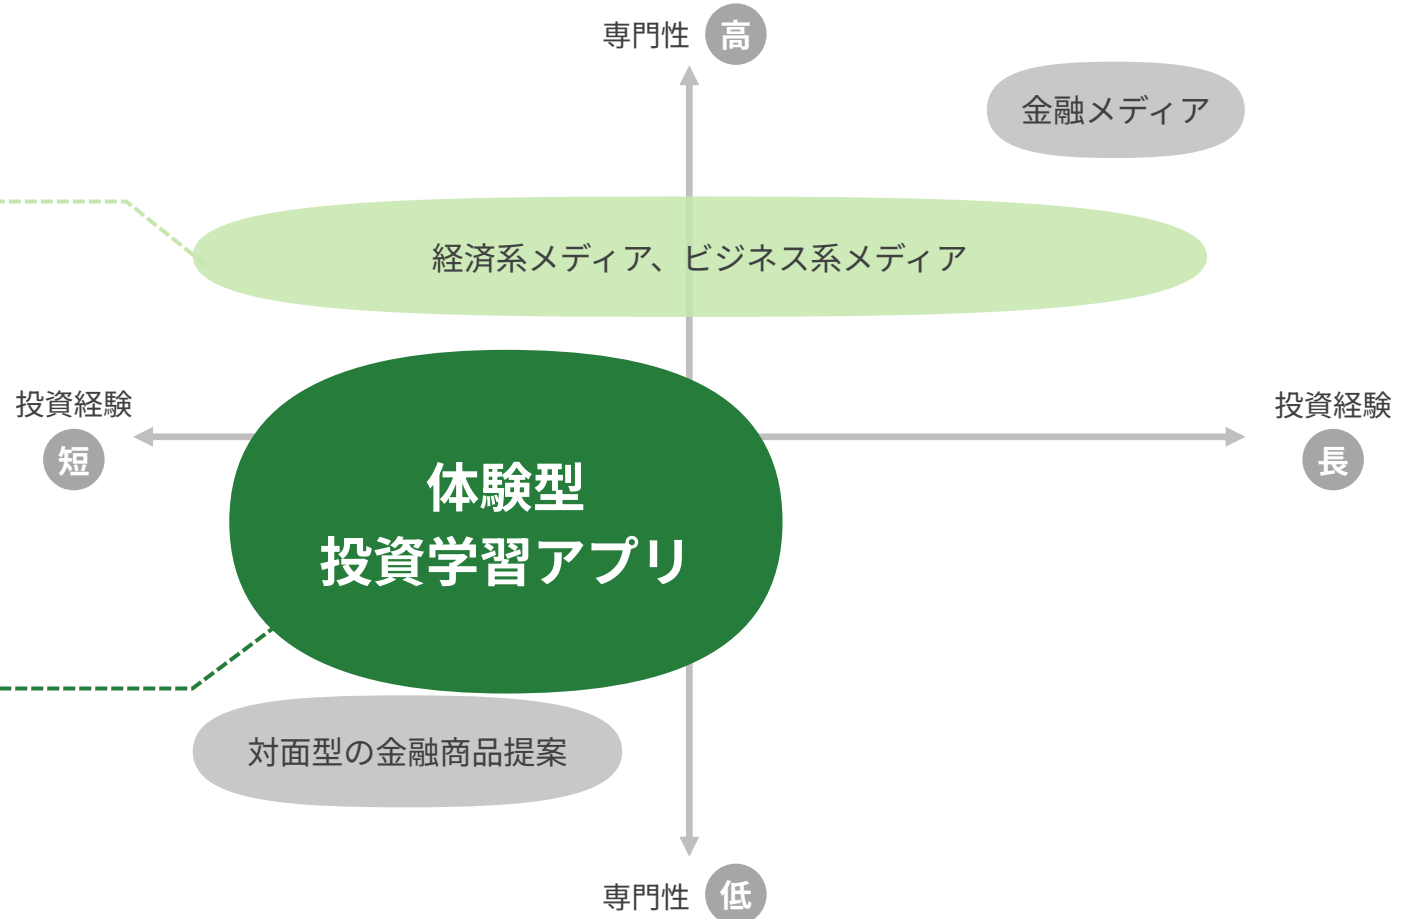 専門性 高
金融メディア
経済系メディア、ビジネス系メディア
投資経験
短
投資経験
長
体験型
投資学習アプリ
対面型の金融商品提案
専門性 低